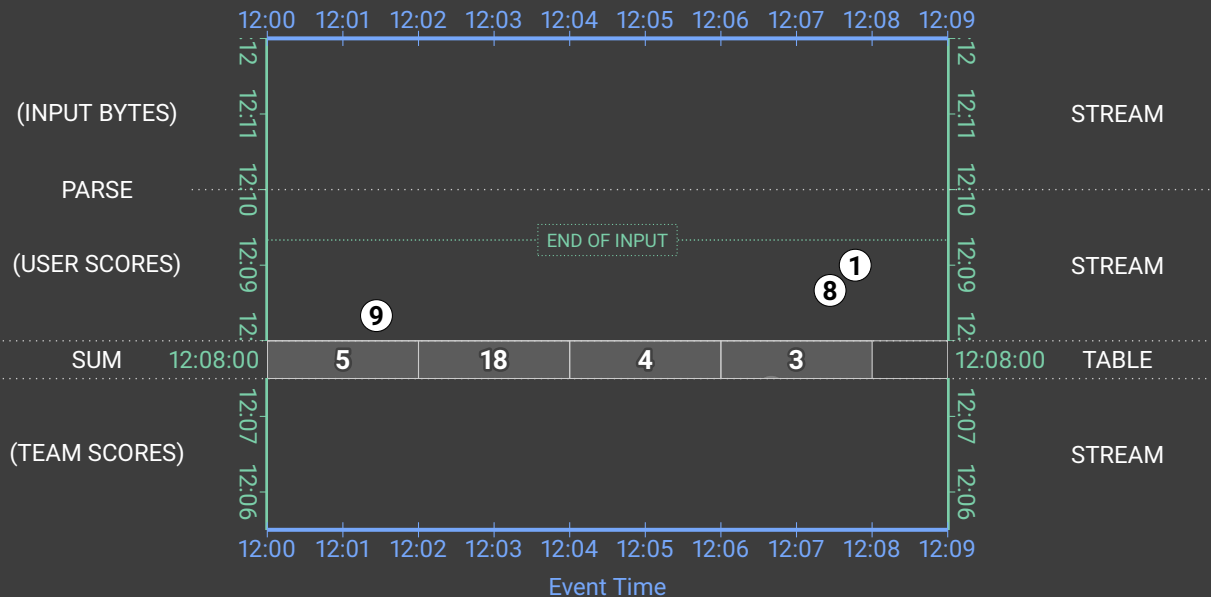 12:00 12:01 12:02 12:03 12:04 12:05 12:06 12:07 12:08 12:09
12 12
(INPUT BYTES) 12:11 12:11 STREAM
PARSE 12:10 12:10
END OF INPUT
(USER SCORES) 12:09 1 12:09 STREAM
8
9
12: 12:
SUM 12:08:00 5 18 4 3 12:08:00 TABLE
12:07 12:07
(TEAM SCORES) STREAM
12:06 12:06
12:00 12:01 12:02 12:03 12:04 12:05 12:06 12:07 12:08 12:09
Event Time